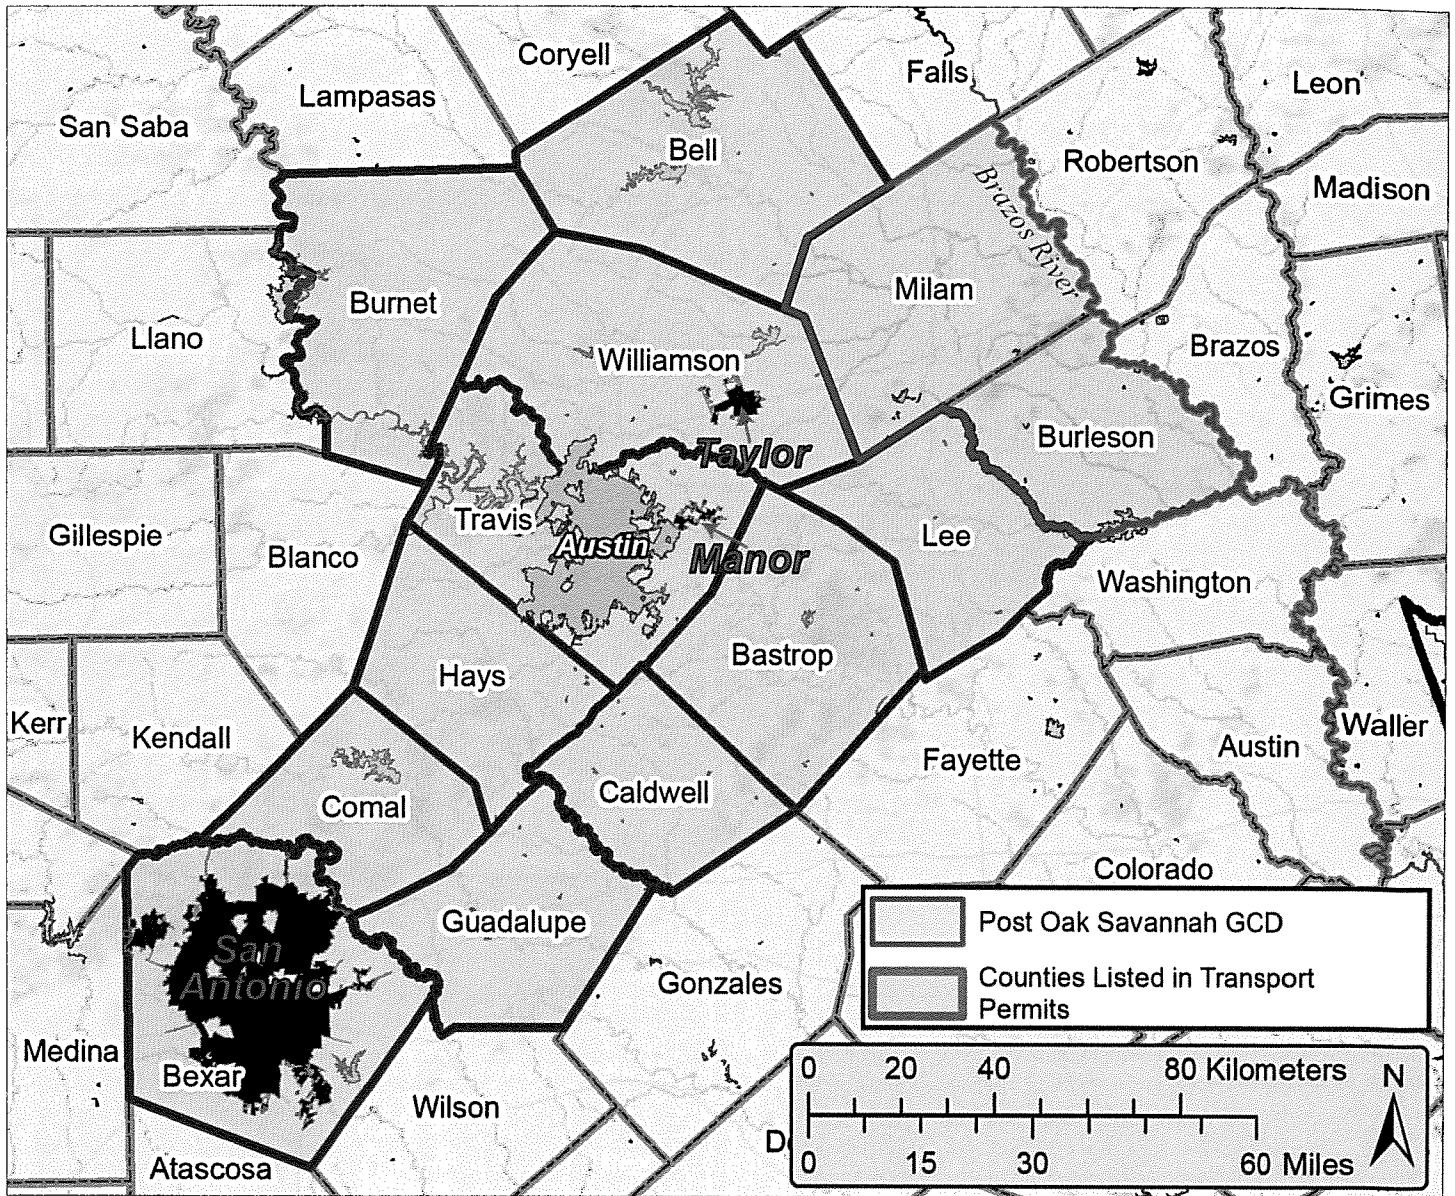 Coryell
Falls
Leon
Lampasas
San Saba
Bell
Robertson
Madison
Brazos River
Milam
Burnet
Llano
Williamson
Brazos
Grimes
Taylor
Burleson
Travis
Austin
Manor
Gillespie
Blanco
Lee
Washington
Hays
Bastrop
Kerr
Kendall
Waller
Austin
Fayette
Comal
Caldwell
Colorado
Guadalupe
San
Antonio
Gonzales
Medina
Bexar
Wilson
Atascosa
Post Oak Savannah GCD
Counties Listed in Transport
Permits
0 20 40 80 Kilometers N
0 15 30 60 Miles